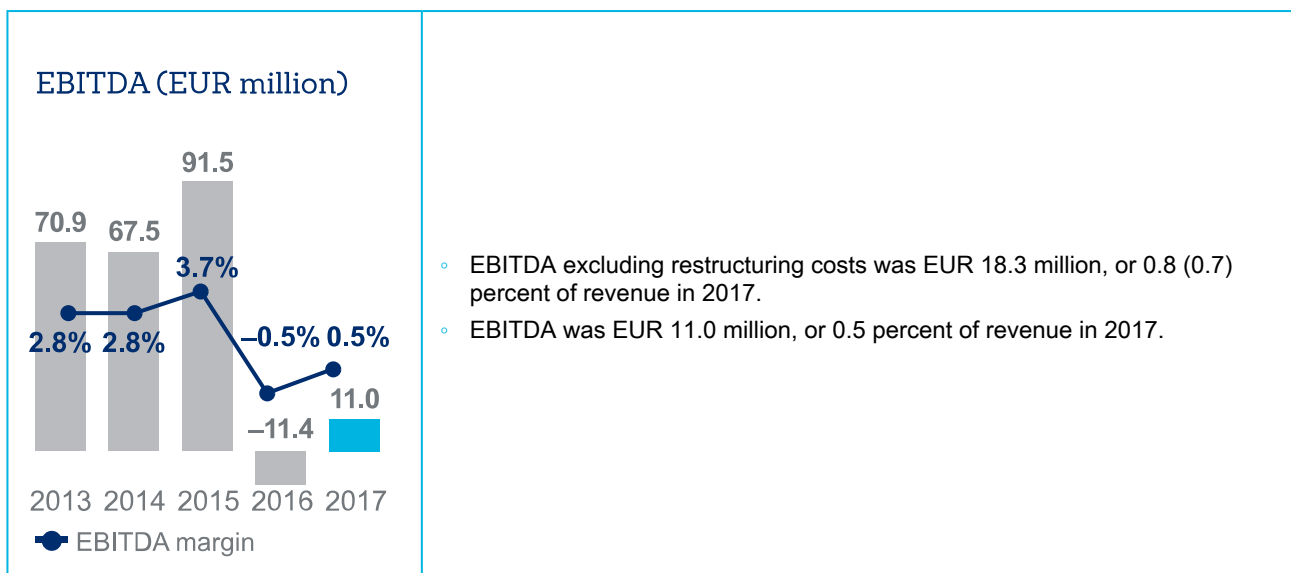 EBITDA (EUR million)
91.5
70.9
67.5
3.7%
2.8% 2.8%
–0.5% 0.5%
11.0
–11.4
2013 2014 2015 2016 2017
EBITDA margin
◦ EBITDA excluding restructuring costs was EUR 18.3 million, or 0.8 (0.7)
percent of revenue in 2017.
◦ EBITDA was EUR 11.0 million, or 0.5 percent of revenue in 2017.